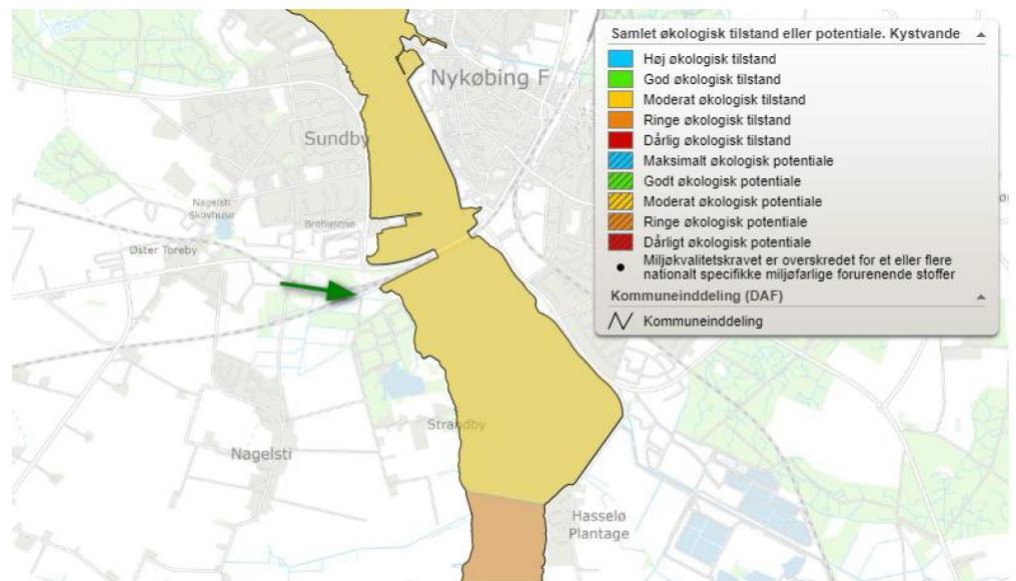 Samlet økologisk tilstand eller potentiale. Kystvande
Høj økologisk tilstand
God økologisk tilstand
Moderat økologisk tilstand
Ringe økologisk tilstand
Dårlig økologisk tilstand
Maksimalt økologisk potentiale
Godt økologisk potentiale
Moderat økologisk potentiale
Ringe økologisk potentiale
Dårligt økologisk potentiale
Miljøkvalitetskravet er overskredet for et eller flere
nationalt specifikke miljøfarlige forurenende stoffer
Kommuneinddeling (DAF)
Kommuneinddeling
Nykøbing F
Sundby
Nagelsti
Skovhuse
Øster Toreby
Strandby
Nagelsti
Hasselø
Plantage